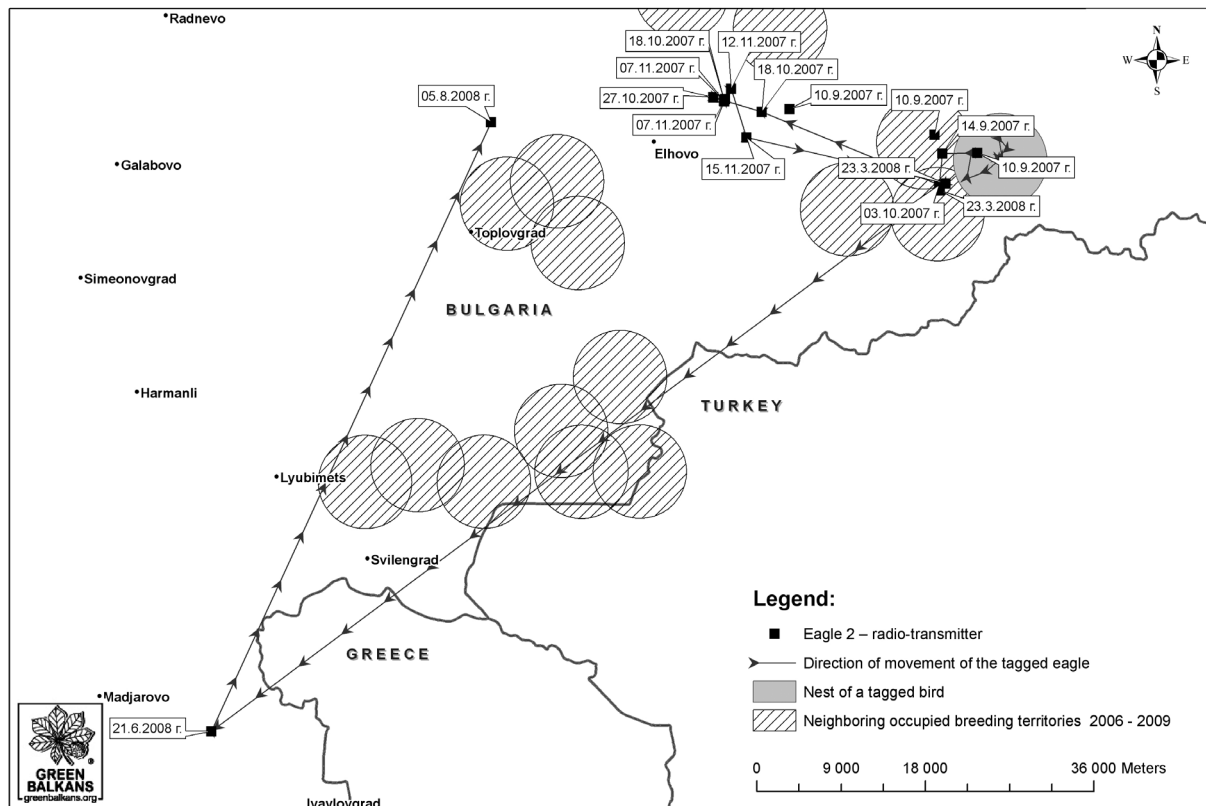 Radnevo
18.10.2007 г.
12.11.2007 г.
N
W
E
S
07.11.2007 г.
18.10.2007 г.
27.10.2007 г.
10.9.2007 г.
10.9.2007 г.
05.8.2008 г.
07.11.2007 г.
14.9.2007 г.
Elhovo
Galabovo
15.11.2007 г.
23.3.2008 г.
10.9.2007 г.
03.10.2007 г.
23.3.2008 г.
Toplovgrad
Simeonovgrad
BULGARIA
Harmanli
TURKEY
Lyubimets
Svilengrad
GREECE
Madjarovo
21.6.2008 г.
Ivaylovgrad
Legend:
Eagle 2 – radio-transmitter
Direction of movement of the tagged eagle
Nest of a tagged bird
Neighboring occupied breeding territories 2006 - 2009
0 9 000 18 000 36 000 Meters
GREEN
BALKANS
®
greenbalkans.org